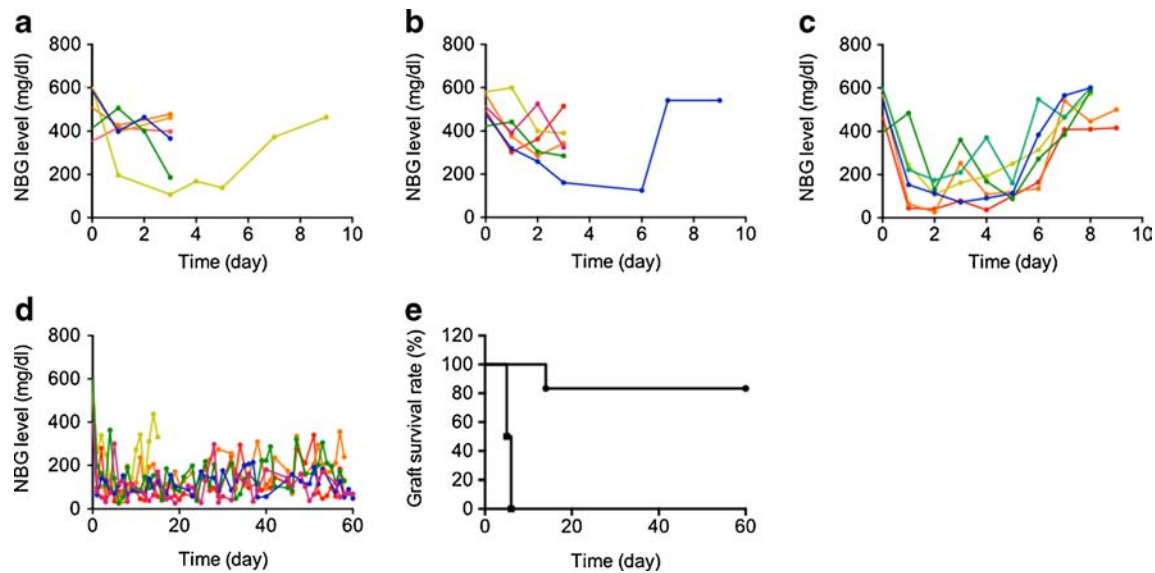 a
NBG level (mg/dl)
800
600
400
200
0
0 2 4 6 8 10
Time (day)
b
NBG level (mg/dl)
800
600
400
200
0
0 2 4 6 8 10
Time (day)
c
NBG level (mg/dl)
800
600
400
200
0
0 2 4 6 8 10
Time (day)
d
NBG level (mg/dl)
800
600
400
200
0
0 20 40 60
Time (day)
e
Graft survival rate (%)
120
100
80
60
40
20
0
0 20 40 60
Time (day)